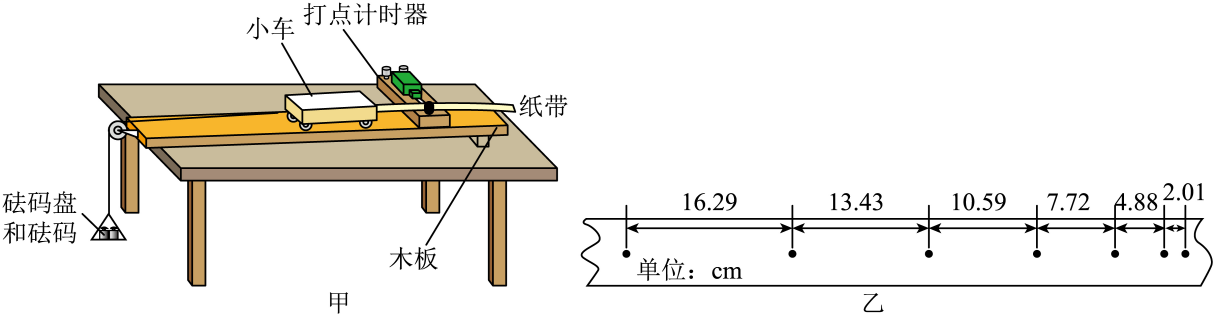 打点计时器
小车
纸带
砝码盘
和砝码
木板
甲
16.29 13.43 10.59 7.72 4.88 2.01
单位：cm
乙